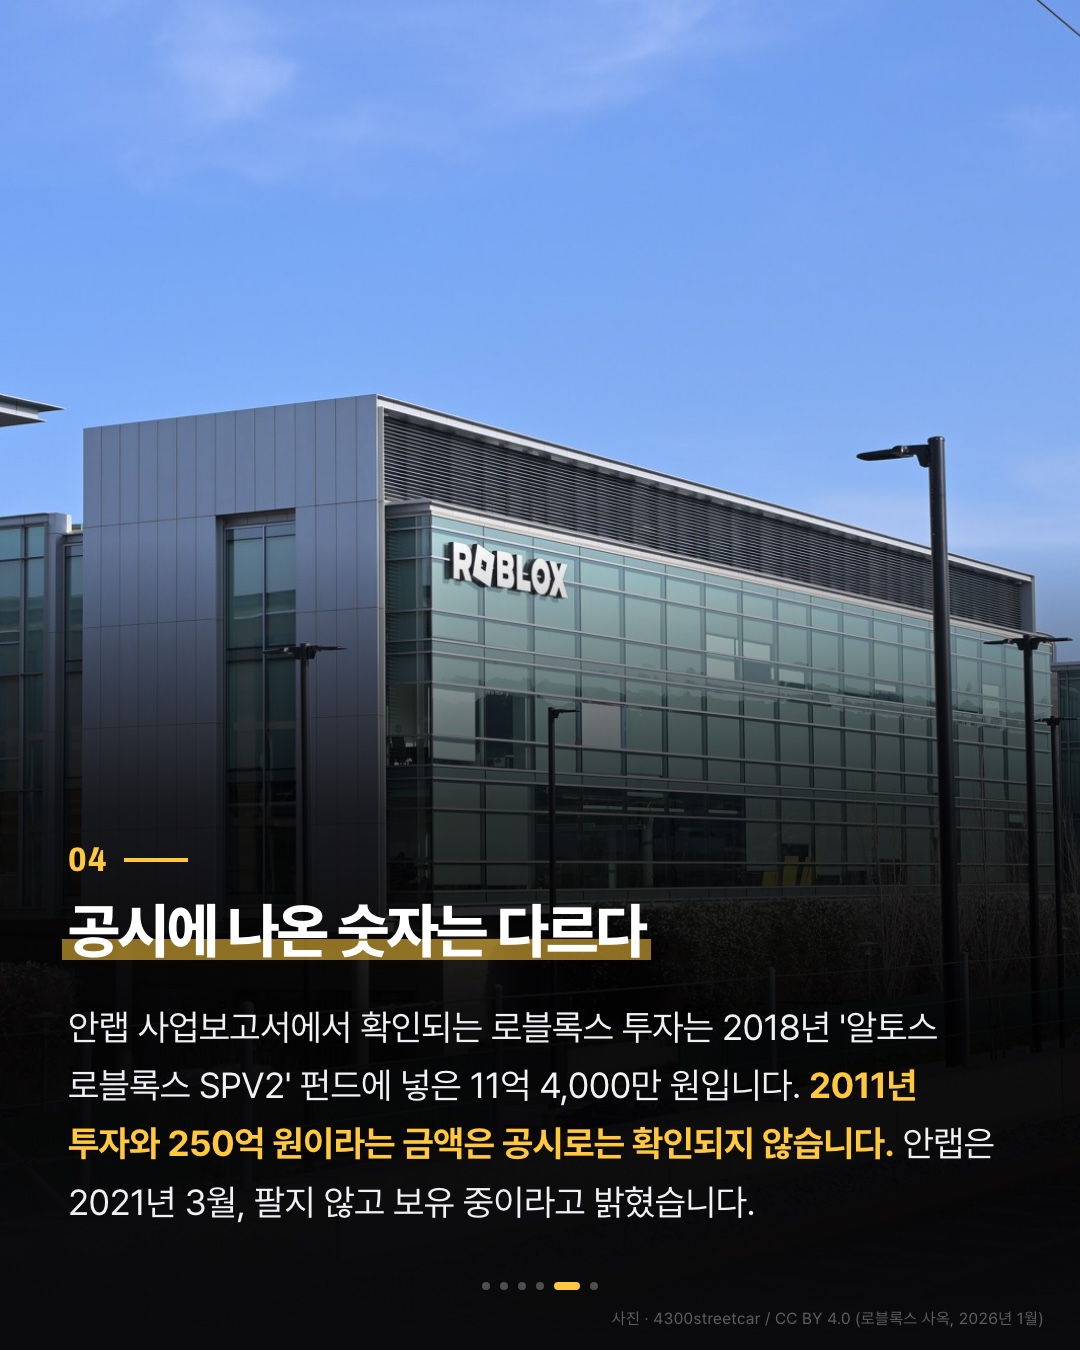 ROBLOX
04
공시에 나온 숫자는 다르다
안랩 사업보고서에서 확인되는 로블록스 투자는 2018년 '알토스
로블록스 SPV2' 펀드에 넣은 11억 4,000만 원입니다. 2011년
투자와 250억 원이라는 금액은 공시로는 확인되지 않습니다. 안랩은
2021년 3월, 팔지 않고 보유 중이라고 밝혔습니다.
사진 · 4300streetcar / CC BY 4.0 (로블록스 사옥, 2026년 1월)